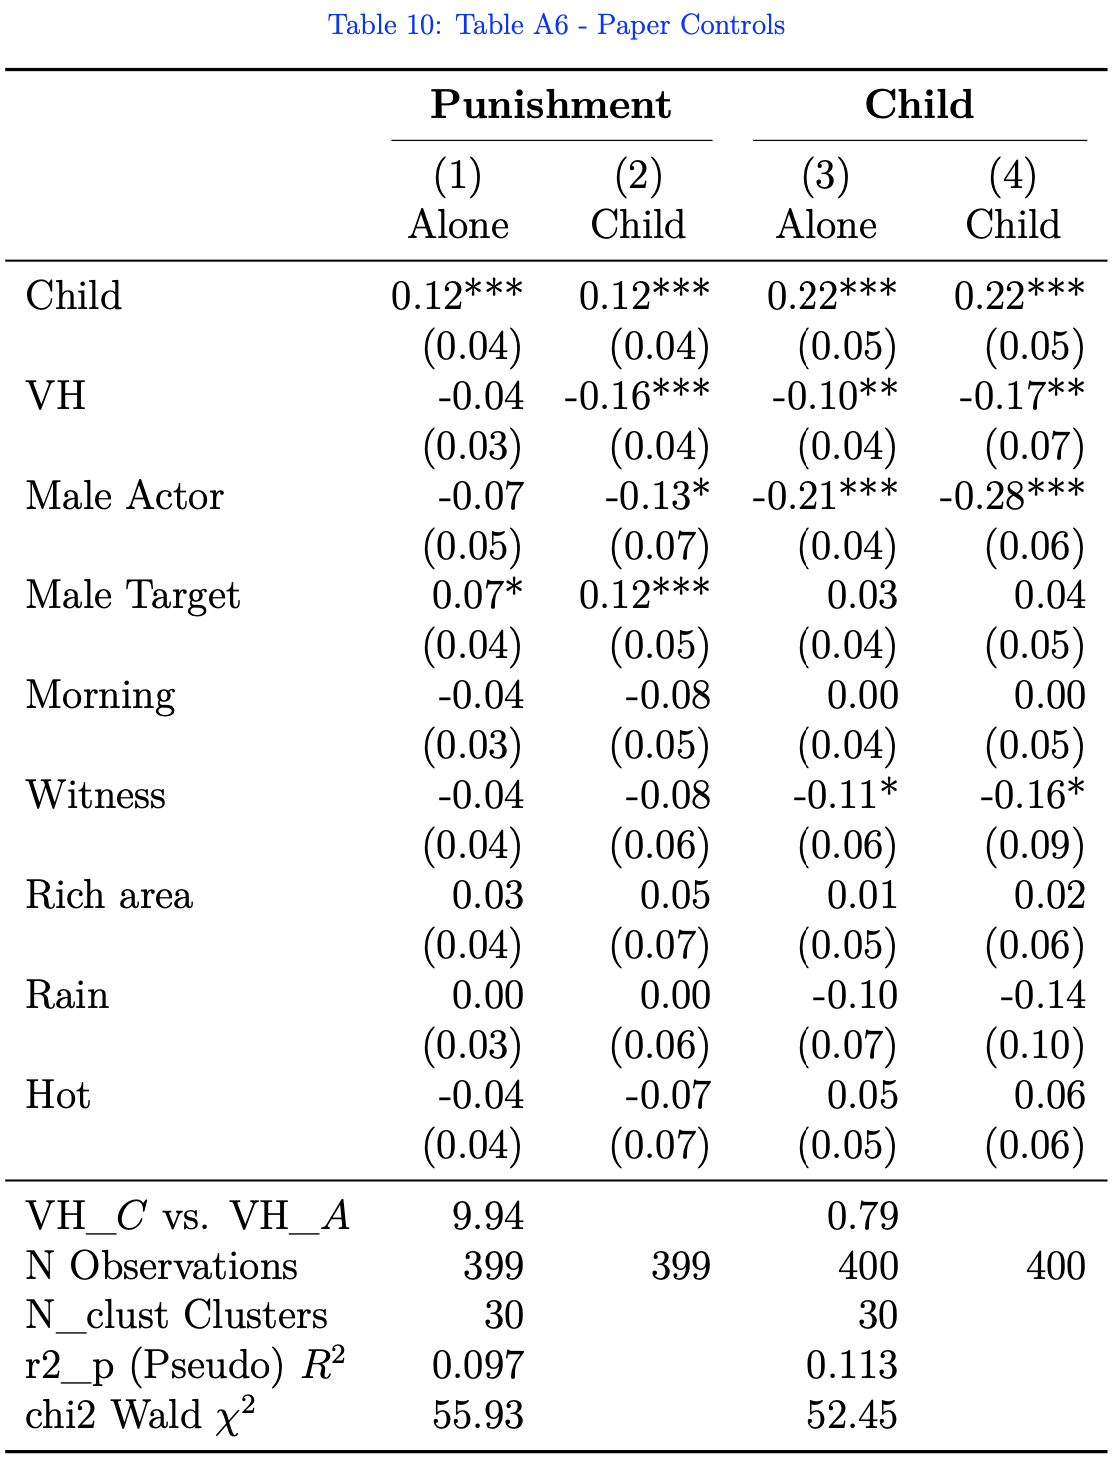 Table 10: Table A6 - Paper Controls
Punishment Child
(1) (2) (3) (4)
Alone Child Alone Child
Child 0.12*** 0.12*** 0.22*** 0.22***
(0.04) (0.04) (0.05) (0.05)
VH -0.04 -0.16*** -0.10** -0.17**
(0.03) (0.04) (0.04) (0.07)
Male Actor -0.07 -0.13* -0.21*** -0.28***
(0.05) (0.07) (0.04) (0.06)
Male Target 0.07* 0.12*** 0.03 0.04
(0.04) (0.05) (0.04) (0.05)
Morning -0.04 -0.08 0.00 0.00
(0.03) (0.05) (0.04) (0.05)
Witness -0.04 -0.08 -0.11* -0.16*
(0.04) (0.06) (0.06) (0.09)
Rich area 0.03 0.05 0.01 0.02
(0.04) (0.07) (0.05) (0.06)
Rain 0.00 0.00 -0.10 -0.14
(0.03) (0.06) (0.07) (0.10)
Hot -0.04 -0.07 0.05 0.06
(0.04) (0.07) (0.05) (0.06)
VH_C vs. VH_A 9.94 0.79
N Observations 399 399 400 400
N_clust Clusters 30 30
r2_p (Pseudo) R² 0.097 0.113
chi2 Wald χ² 55.93 52.45